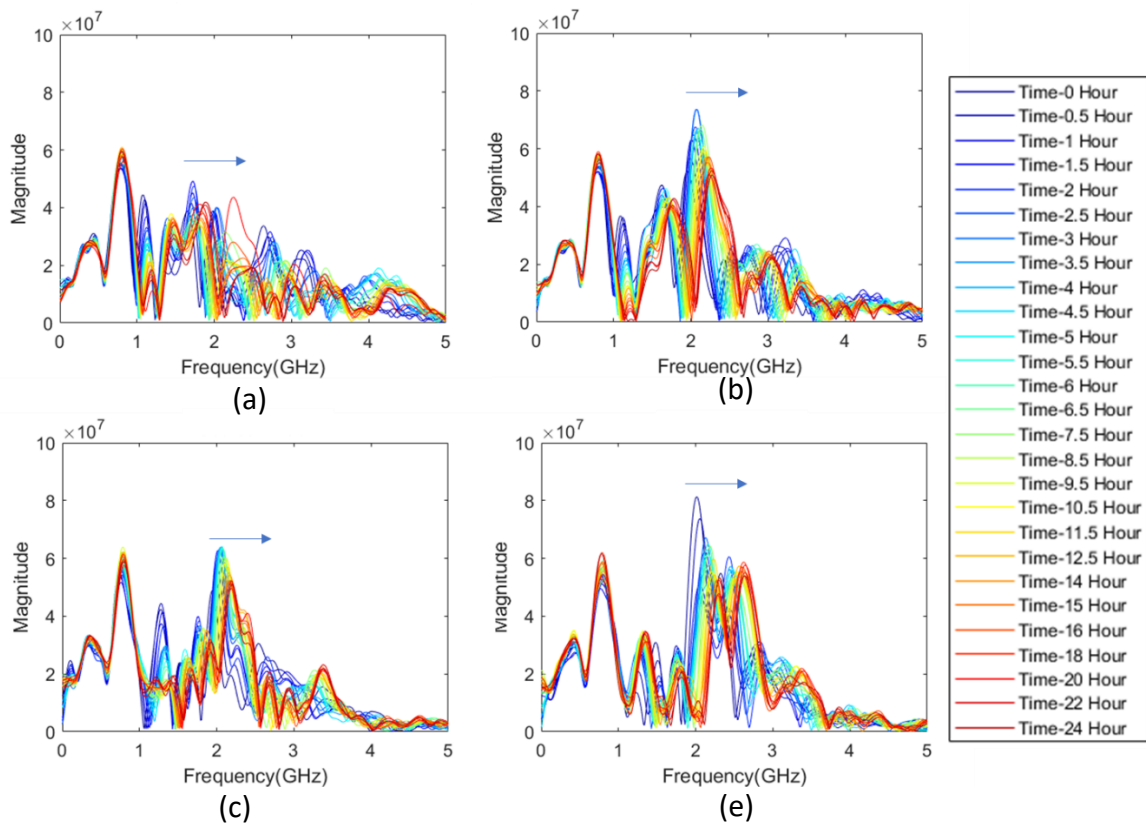 ×10⁷
10
8
6
4
2
0
Magnitude
0 1 2 3 4 5
Frequency(GHz)
(a)
×10⁷
10
8
6
4
2
0
Magnitude
0 1 2 3 4 5
Frequency(GHz)
(b)
×10⁷
10
8
6
4
2
0
Magnitude
0 1 2 3 4 5
Frequency(GHz)
(c)
×10⁷
10
8
6
4
2
0
Magnitude
0 1 2 3 4 5
Frequency(GHz)
(e)
Time-0 Hour
Time-0.5 Hour
Time-1 Hour
Time-1.5 Hour
Time-2 Hour
Time-2.5 Hour
Time-3 Hour
Time-3.5 Hour
Time-4 Hour
Time-4.5 Hour
Time-5 Hour
Time-5.5 Hour
Time-6 Hour
Time-6.5 Hour
Time-7.5 Hour
Time-8.5 Hour
Time-9.5 Hour
Time-10.5 Hour
Time-11.5 Hour
Time-12.5 Hour
Time-14 Hour
Time-15 Hour
Time-16 Hour
Time-18 Hour
Time-20 Hour
Time-22 Hour
Time-24 Hour